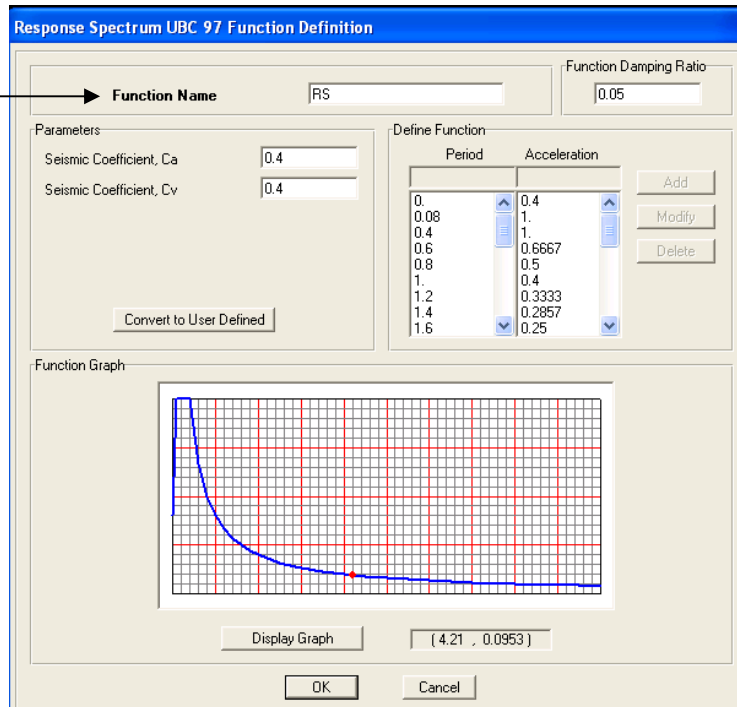 Response Spectrum UBC 97 Function Definition
Function Damping Ratio
Function Name RS 0.05
Parameters Define Function
Seismic Coefficient, Ca 0.4
Seismic Coefficient, Cv 0.4
Period Acceleration
0. 0.4
0.08 1.
0.4 1.
0.6 0.6667
0.8 0.5
1. 0.4
1.2 0.3333
1.4 0.2857
1.6 0.25
Add
Modify
Delete
Convert to User Defined
Function Graph
Display Graph ( 4.21 , 0.0953 )
OK Cancel